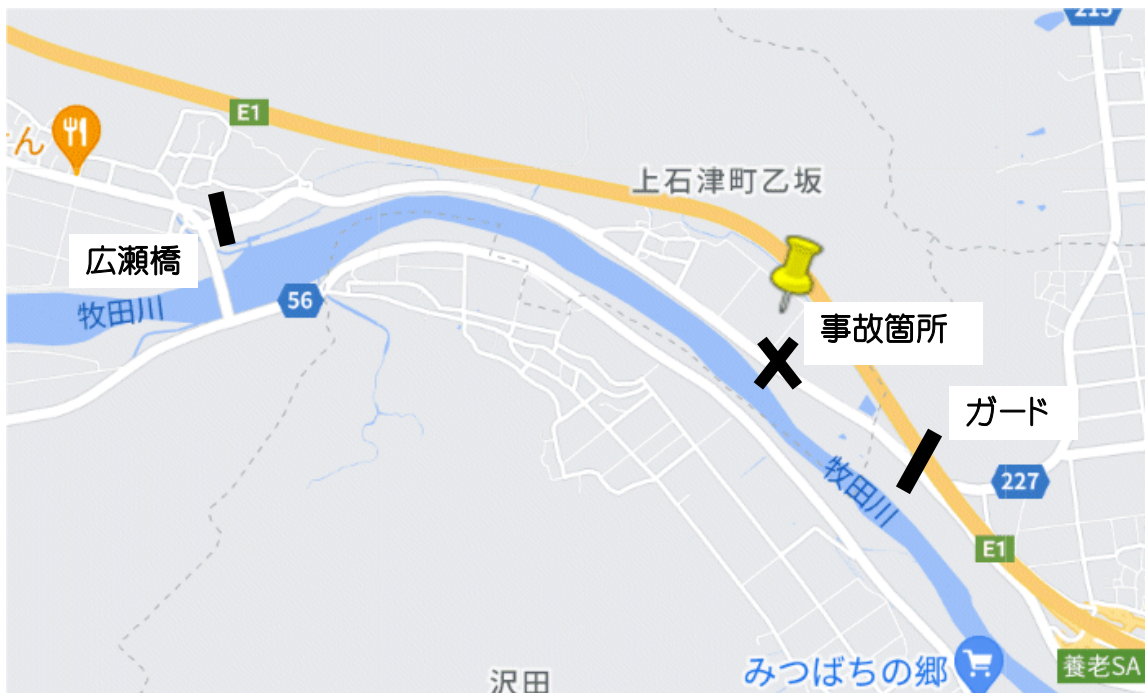 215
E1
ん
上石津町乙坂
広瀬橋
56
牧田川
事故箇所
ガード
牧田川
227
E1
養老SA
みつばちの郷
沢田